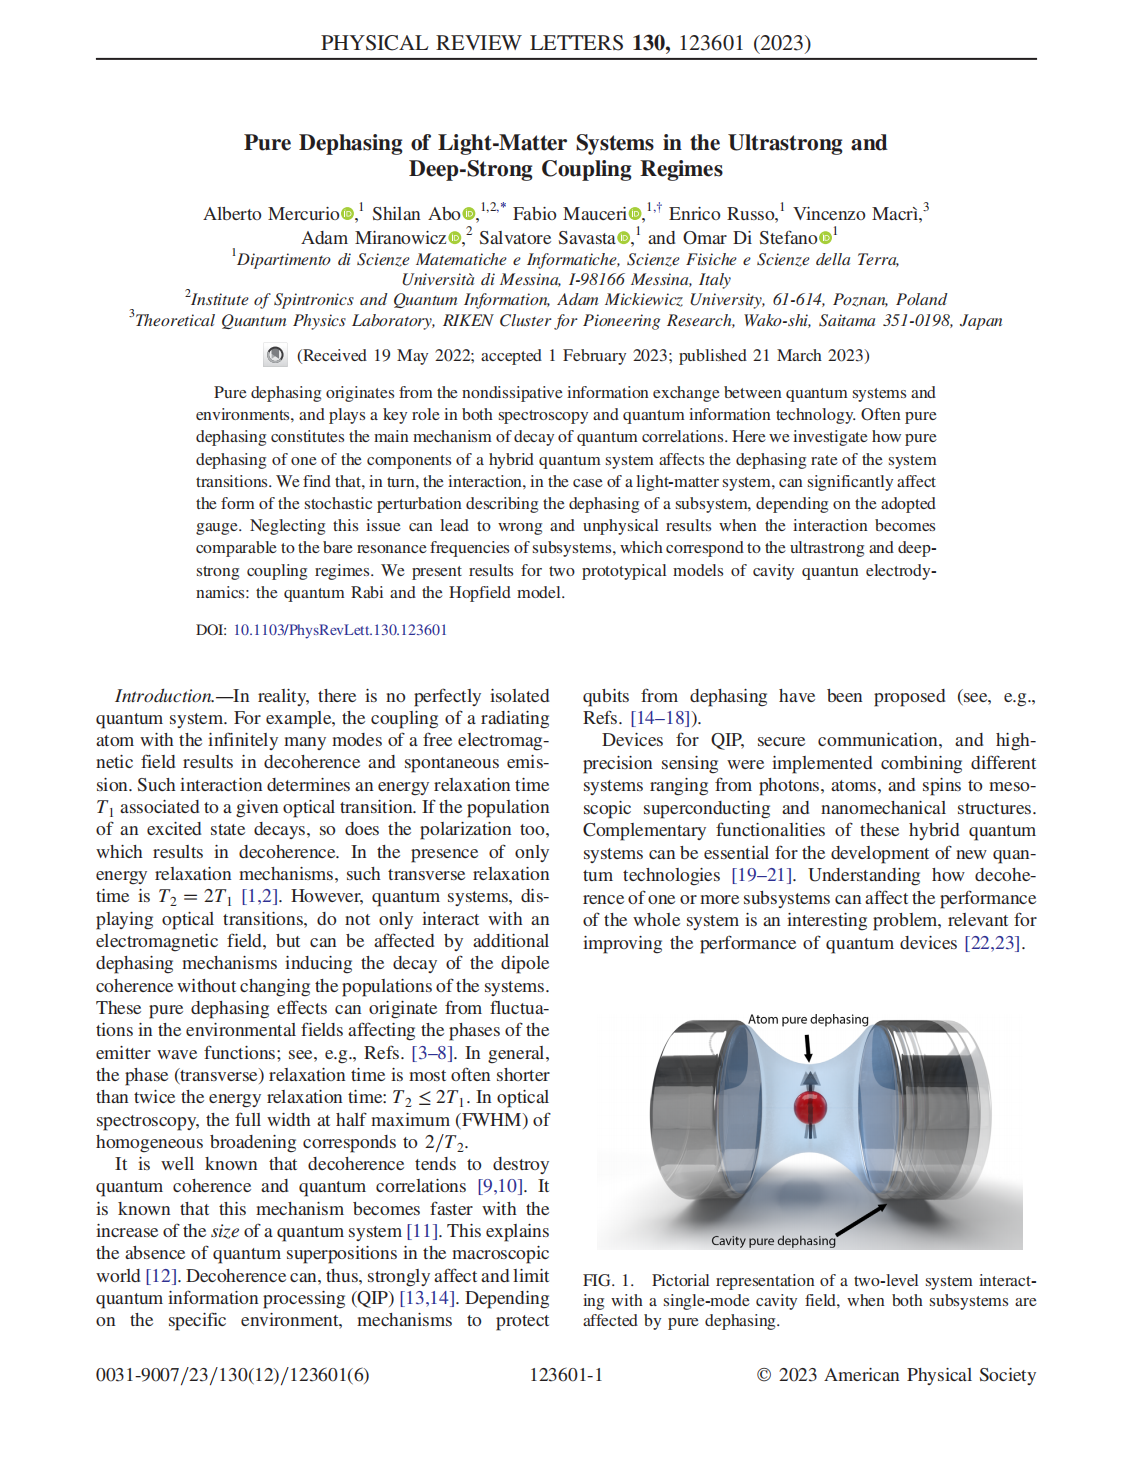 PHYSICAL REVIEW LETTERS 130, 123601 (2023)
Pure Dephasing of Light-Matter Systems in the Ultrastrong and
Deep-Strong Coupling Regimes
Alberto Mercurio,1 Shilan Abo,1,2,* Fabio Mauceri,1,† Enrico Russo,1 Vincenzo Macrì,3
Adam Miranowicz,2 Salvatore Savasta,1 and Omar Di Stefano1
1Dipartimento di Scienze Matematiche e Informatiche, Scienze Fisiche e Scienze della Terra,
Università di Messina, I-98166 Messina, Italy
2Institute of Spintronics and Quantum Information, Adam Mickiewicz University, 61-614, Poznan, Poland
3Theoretical Quantum Physics Laboratory, RIKEN Cluster for Pioneering Research, Wako-shi, Saitama 351-0198, Japan
(Received 19 May 2022; accepted 1 February 2023; published 21 March 2023)
Pure dephasing originates from the nondissipative information exchange between quantum systems and
environments, and plays a key role in both spectroscopy and quantum information technology. Often pure
dephasing constitutes the main mechanism of decay of quantum correlations. Here we investigate how pure
dephasing of one of the components of a hybrid quantum system affects the dephasing rate of the system
transitions. We find that, in turn, the interaction, in the case of a light-matter system, can significantly affect
the form of the stochastic perturbation describing the dephasing of a subsystem, depending on the adopted
gauge. Neglecting this issue can lead to wrong and unphysical results when the interaction becomes
comparable to the bare resonance frequencies of subsystems, which correspond to the ultrastrong and deep-
strong coupling regimes. We present results for two prototypical models of cavity quantun electrody-
namics: the quantum Rabi and the Hopfield model.
DOI: 10.1103/PhysRevLett.130.123601
Introduction.—In reality, there is no perfectly isolated
quantum system. For example, the coupling of a radiating
atom with the infinitely many modes of a free electromag-
netic field results in decoherence and spontaneous emis-
sion. Such interaction determines an energy relaxation time
T1 associated to a given optical transition. If the population
of an excited state decays, so does the polarization too,
which results in decoherence. In the presence of only
energy relaxation mechanisms, such transverse relaxation
time is T2 = 2T1 [1,2]. However, quantum systems, dis-
playing optical transitions, do not only interact with an
electromagnetic field, but can be affected by additional
dephasing mechanisms inducing the decay of the dipole
coherence without changing the populations of the systems.
These pure dephasing effects can originate from fluctua-
tions in the environmental fields affecting the phases of the
emitter wave functions; see, e.g., Refs. [3–8]. In general,
the phase (transverse) relaxation time is most often shorter
than twice the energy relaxation time: T2 ≤ 2T1. In optical
spectroscopy, the full width at half maximum (FWHM) of
homogeneous broadening corresponds to 2/T2.
It is well known that decoherence tends to destroy
quantum coherence and quantum correlations [9,10]. It
is known that this mechanism becomes faster with the
increase of the size of a quantum system [11]. This explains
the absence of quantum superpositions in the macroscopic
world [12]. Decoherence can, thus, strongly affect and limit
quantum information processing (QIP) [13,14]. Depending
on the specific environment, mechanisms to protect
qubits from dephasing have been proposed (see, e.g.,
Refs. [14–18]).
Devices for QIP, secure communication, and high-
precision sensing were implemented combining different
systems ranging from photons, atoms, and spins to meso-
scopic superconducting and nanomechanical structures.
Complementary functionalities of these hybrid quantum
systems can be essential for the development of new quan-
tum technologies [19–21]. Understanding how decohe-
rence of one or more subsystems can affect the performance
of the whole system is an interesting problem, relevant for
improving the performance of quantum devices [22,23].
Atom pure dephasing
Cavity pure dephasing
FIG. 1. Pictorial representation of a two-level system interact-
ing with a single-mode cavity field, when both subsystems are
affected by pure dephasing.
0031-9007/23/130(12)/123601(6)
123601-1
© 2023 American Physical Society